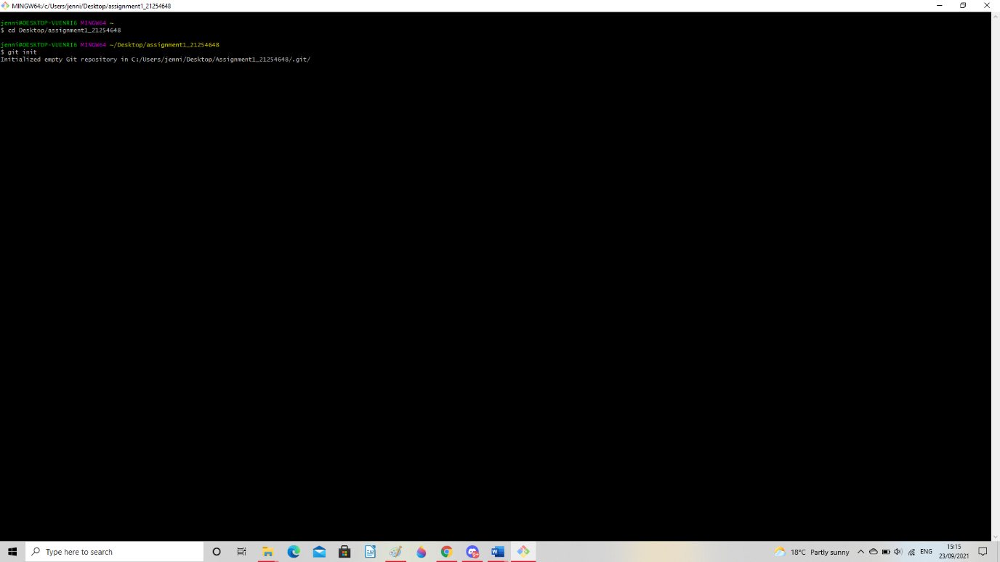 MINGW64:/c/Users/jenni/Desktop/assignment1_21254648
jenni@DESKTOP-VUENRI6 MINGW64 ~
$ cd Desktop/assignment1_21254648
jenni@DESKTOP-VUENRI6 MINGW64 ~/Desktop/assignment1_21254648
$ git init
Initialized empty Git repository in C:/Users/jenni/Desktop/Assignment1_21254648/.git/
Type here to search
9+
W
18°C Partly sunny
ENG
15:15
23/09/2021